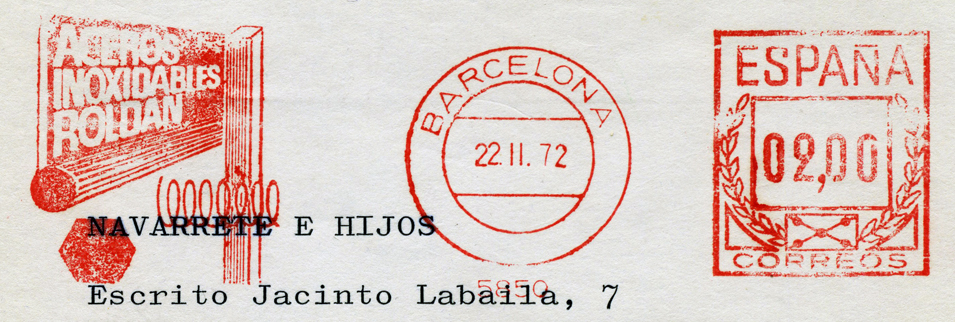 ACEROS
INOXIDABLES
ROLDAN
BARCELONA
22.11.72
ESPAÑA
02,00
CORREOS
NAVARRETE E HIJOS
5850
Escrito Jacinto Labaila, 7